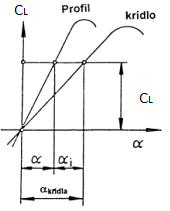 CL
Profil
krídlo
CL
α
α
αi
αkrídla